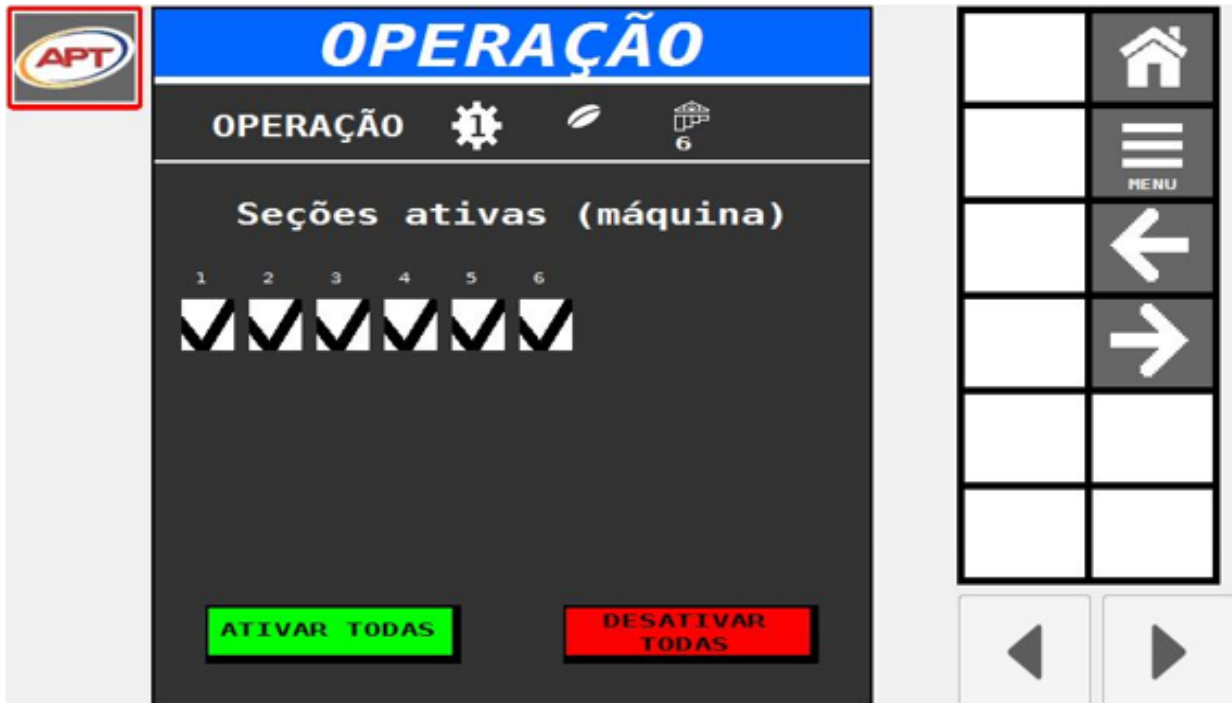 APT
OPERAÇÃO
OPERAÇÃO 1
6
MENU
Seções ativas (máquina)
1 2 3 4 5 6
ATIVAR TODAS
DESATIVAR
TODAS